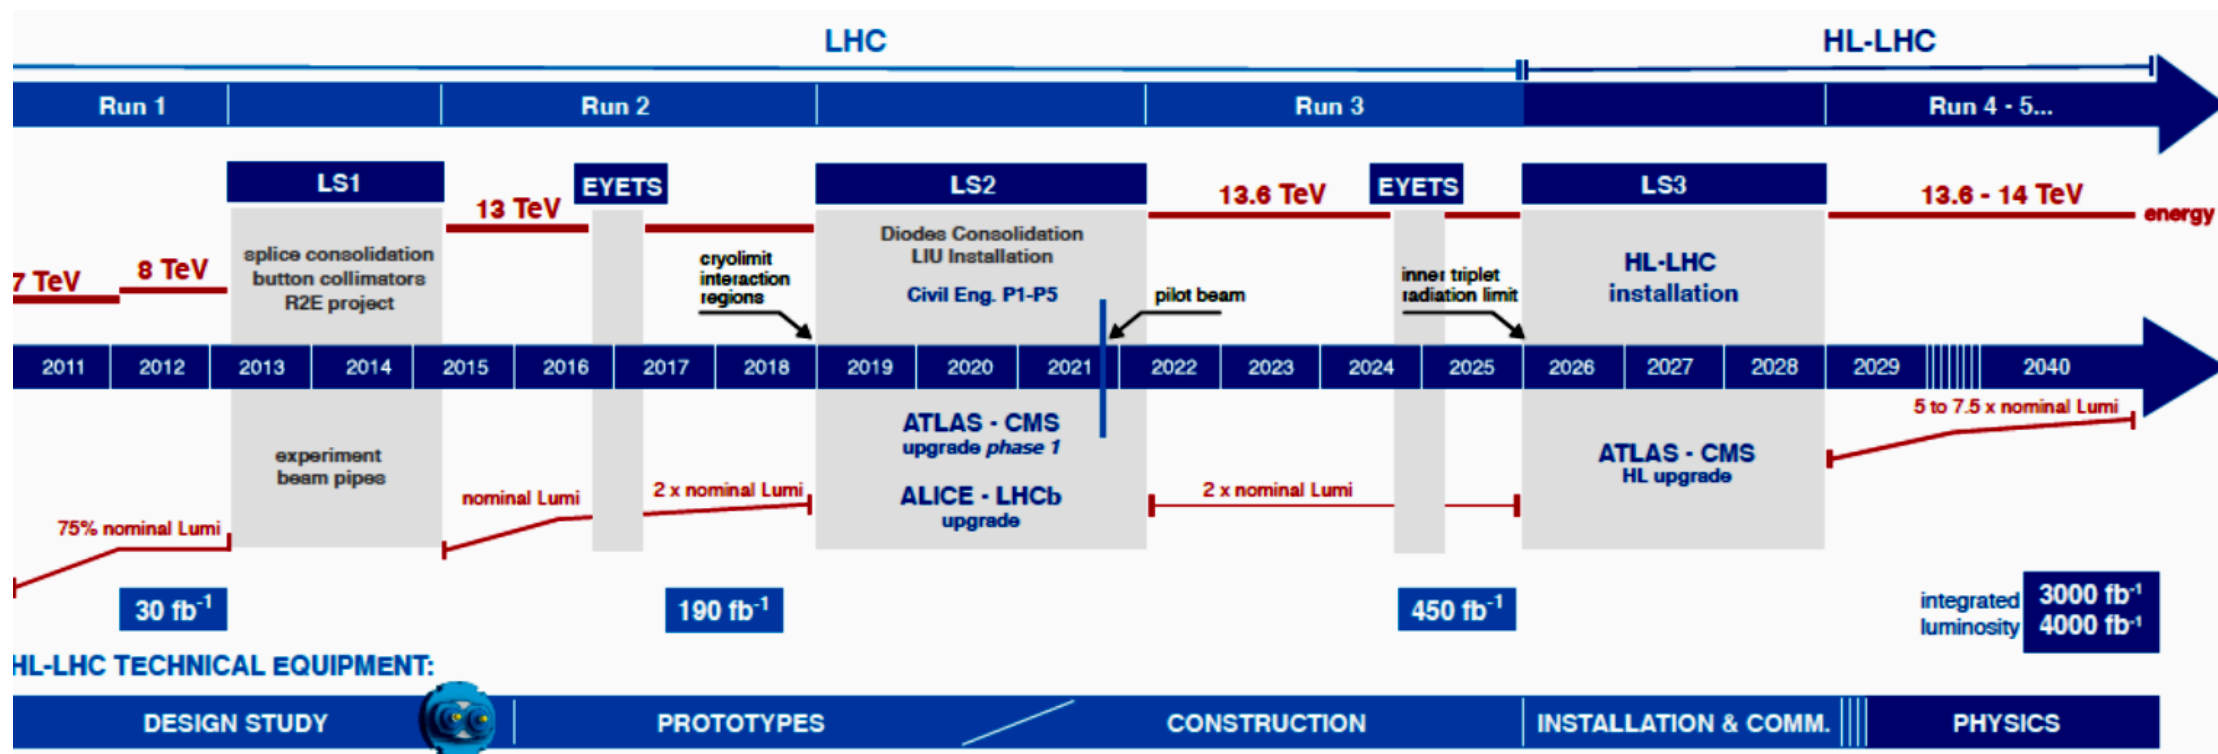 LHC
HL-LHC
Run 1
Run 2
Run 3
Run 4 - 5...
LS1
EYETS
LS2
EYETS
LS3
13 TeV
13.6 TeV
13.6 - 14 TeV
energy
7 TeV
8 TeV
splice consolidation
button collimators
R2E project
cryolimit
interaction
regions
Diodes Consolidation
LIU Installation
Civil Eng. P1-P5
pilot beam
inner triplet
radiation limit
HL-LHC
installation
2011 2012 2013 2014 2015 2016 2017 2018 2019 2020 2021 2022 2023 2024 2025 2026 2027 2028 2029 2040
5 to 7.5 x nominal Lumi
experiment
beam pipes
ATLAS - CMS
upgrade phase 1
ALICE - LHCb
upgrade
ATLAS - CMS
HL upgrade
75% nominal Lumi
nominal Lumi
2 x nominal Lumi
2 x nominal Lumi
30 fb⁻¹
190 fb⁻¹
450 fb⁻¹
integrated
luminosity
3000 fb⁻¹
4000 fb⁻¹
HL-LHC TECHNICAL EQUIPMENT:
DESIGN STUDY
PROTOTYPES
CONSTRUCTION
INSTALLATION & COMM.
PHYSICS